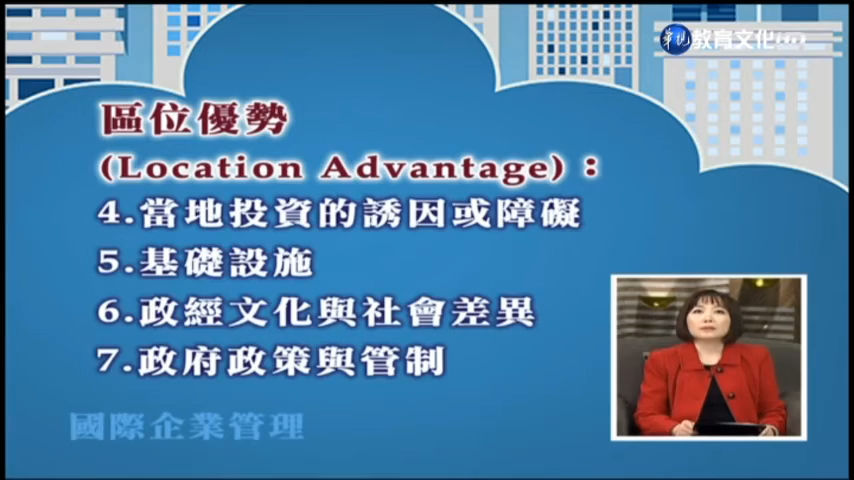 華視教育文化
區位優勢
(Location Advantage)：
4.當地投資的誘因或障礙
5.基礎設施
6.政經文化與社會差異
7.政府政策與管制
國際企業管理